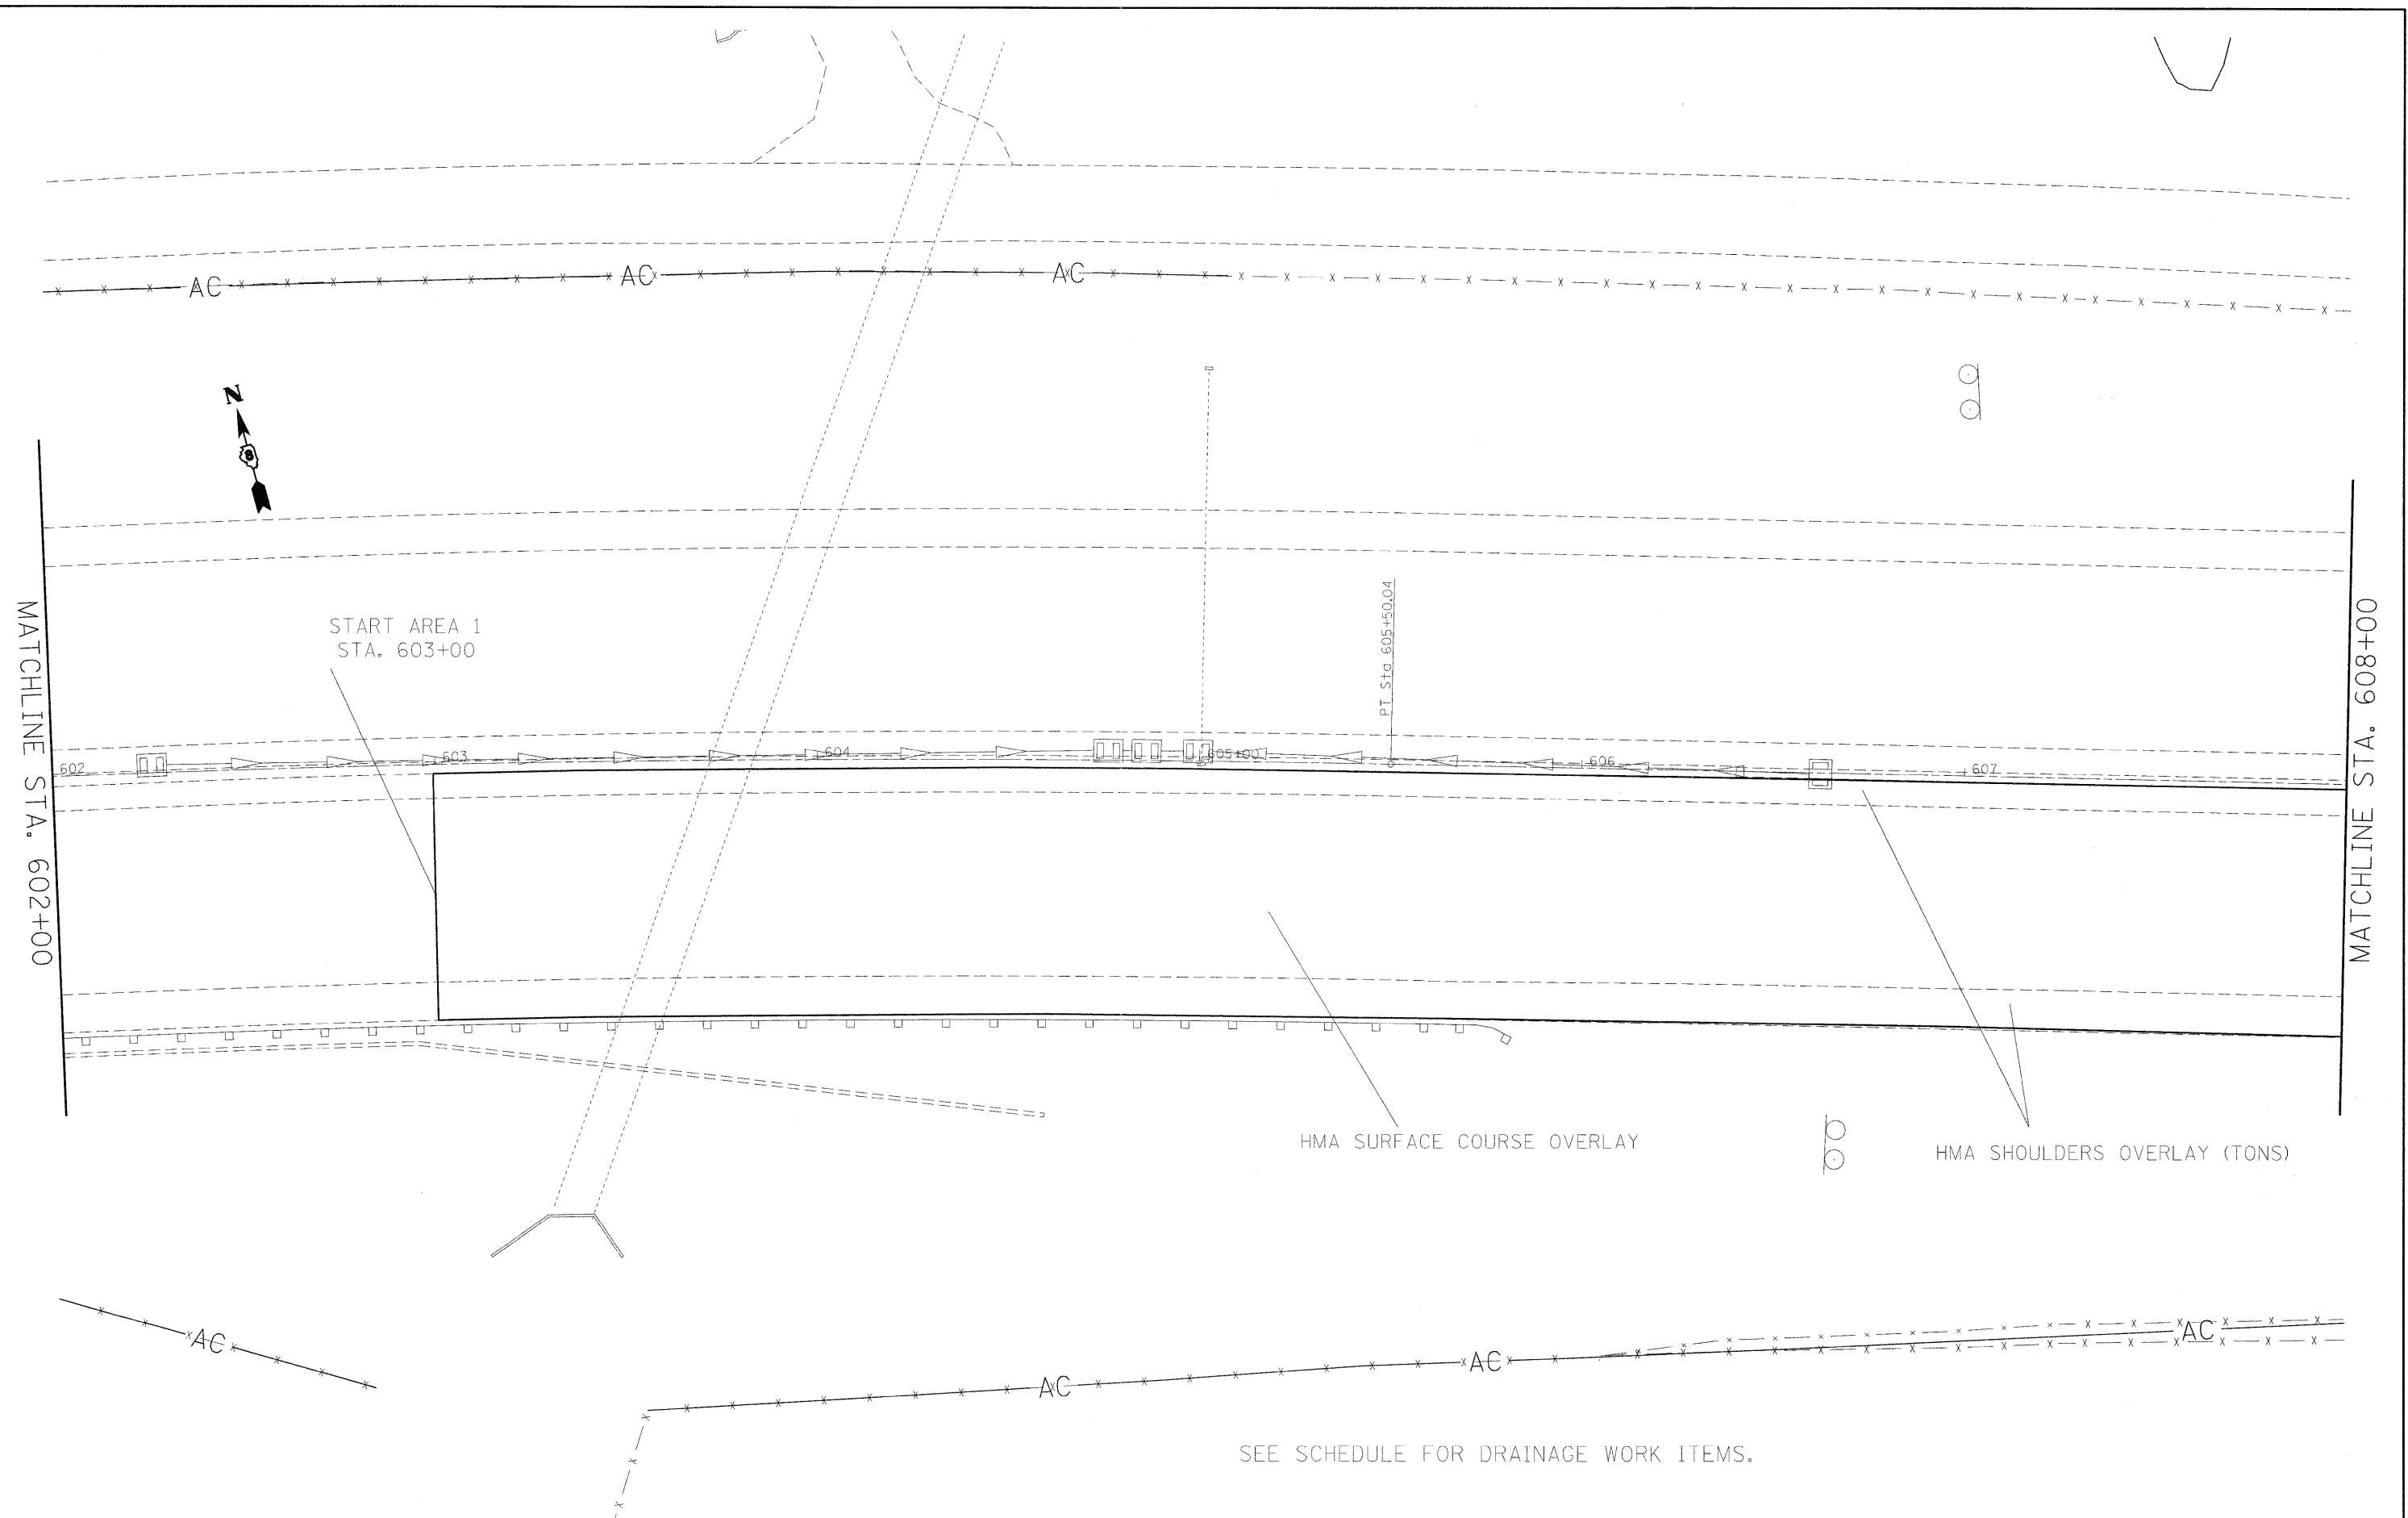 AC
AC
AC
N
8
MATCHLINE STA. 602+00
START AREA 1
STA. 603+00
PT Sta 605+50.04
MATCHLINE STA. 608+00
602
603
604
605+00
606
607
HMA SURFACE COURSE OVERLAY
HMA SHOULDERS OVERLAY (TONS)
AC
AC
AC
AC
SEE SCHEDULE FOR DRAINAGE WORK ITEMS.